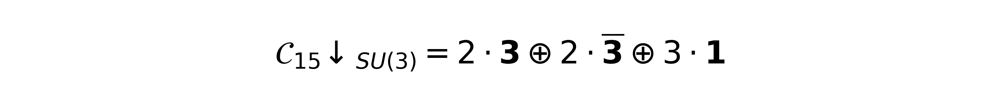 𝒞₁₅↓ SU(3) = 2 · 𝟑 ⊕ 2 · 𝟑̅ ⊕ 3 · 𝟏